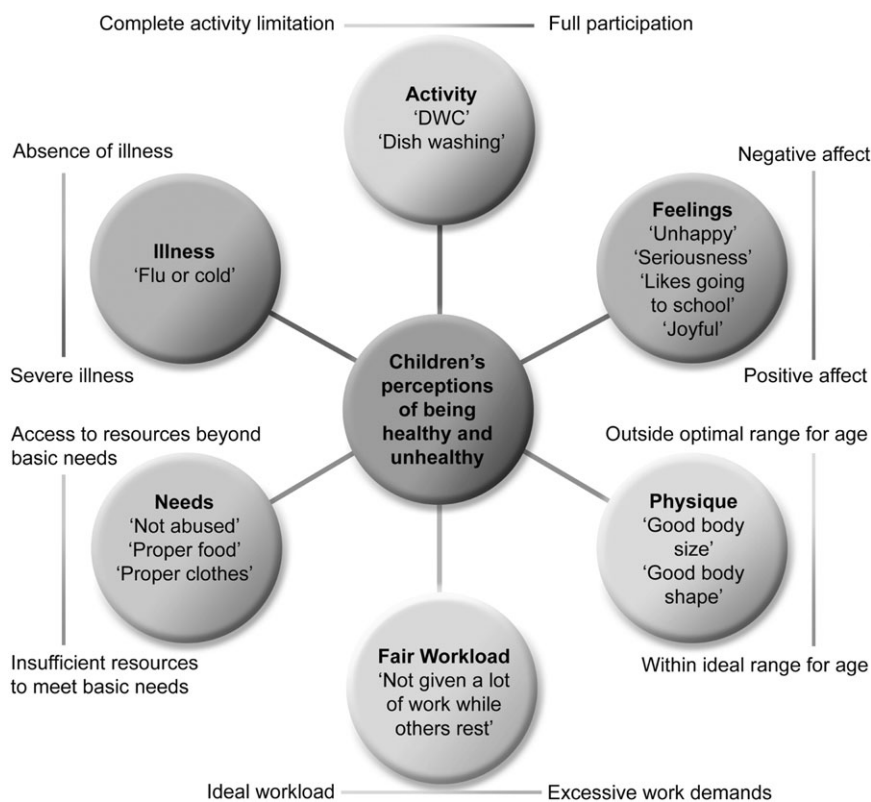 Complete activity limitation
Full participation
Activity
‘DWC’
‘Dish washing’
Absence of illness
Severe illness
Illness
‘Flu or cold’
Negative affect
Positive affect
Feelings
‘Unhappy’
‘Seriousness’
‘Likes going
to school’
‘Joyful’
Children’s
perceptions
of being
healthy and
unhealthy
Access to resources beyond
basic needs
Insufficient resources
to meet basic needs
Needs
‘Not abused’
‘Proper food’
‘Proper clothes’
Outside optimal range for age
Within ideal range for age
Physique
‘Good body
size’
‘Good body
shape’
Fair Workload
‘Not given a lot
of work while
others rest’
Ideal workload
Excessive work demands